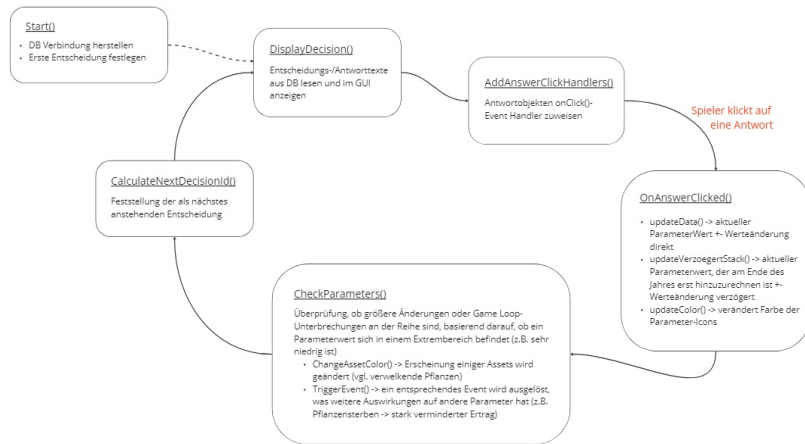 Start()
• DB Verbindung herstellen
• Erste Entscheidung festlegen
DisplayDecision()
Entscheidungs-/Antworttexte
aus DB lesen und im GUI
anzeigen
AddAnswerClickHandlers()
Antwortobjekten onClick()-
Event Handler zuweisen
Spieler klickt auf
eine Antwort
OnAnswerClicked()
• updateData() -> aktueller
ParameterWert +- Werteänderung
direkt
• updateVerzoegertStack() -> aktueller
Parameterwert, der am Ende des
Jahres erst hinzuzurechnen ist +-
Werteänderung verzögert
• updateColor() -> verändert Farbe der
Parameter-Icons
CheckParameters()
Überprüfung, ob größere Änderungen oder Game Loop-
Unterbrechungen an der Reihe sind, basierend darauf, ob ein
Parameterwert sich in einem Extrembereich befindet (z.B. sehr
niedrig ist)
• ChangeAssetColor() -> Erscheinung einiger Assets wird
geändert (vgl. verwelkende Pflanzen)
• TriggerEvent() -> ein entsprechendes Event wird ausgelöst,
was weitere Auswirkungen auf andere Parameter hat (z.B.
Pflanzensterben -> stark verminderter Ertrag)
CalculateNextDecisionId()
Feststellung der als nächstes
anstehenden Entscheidung